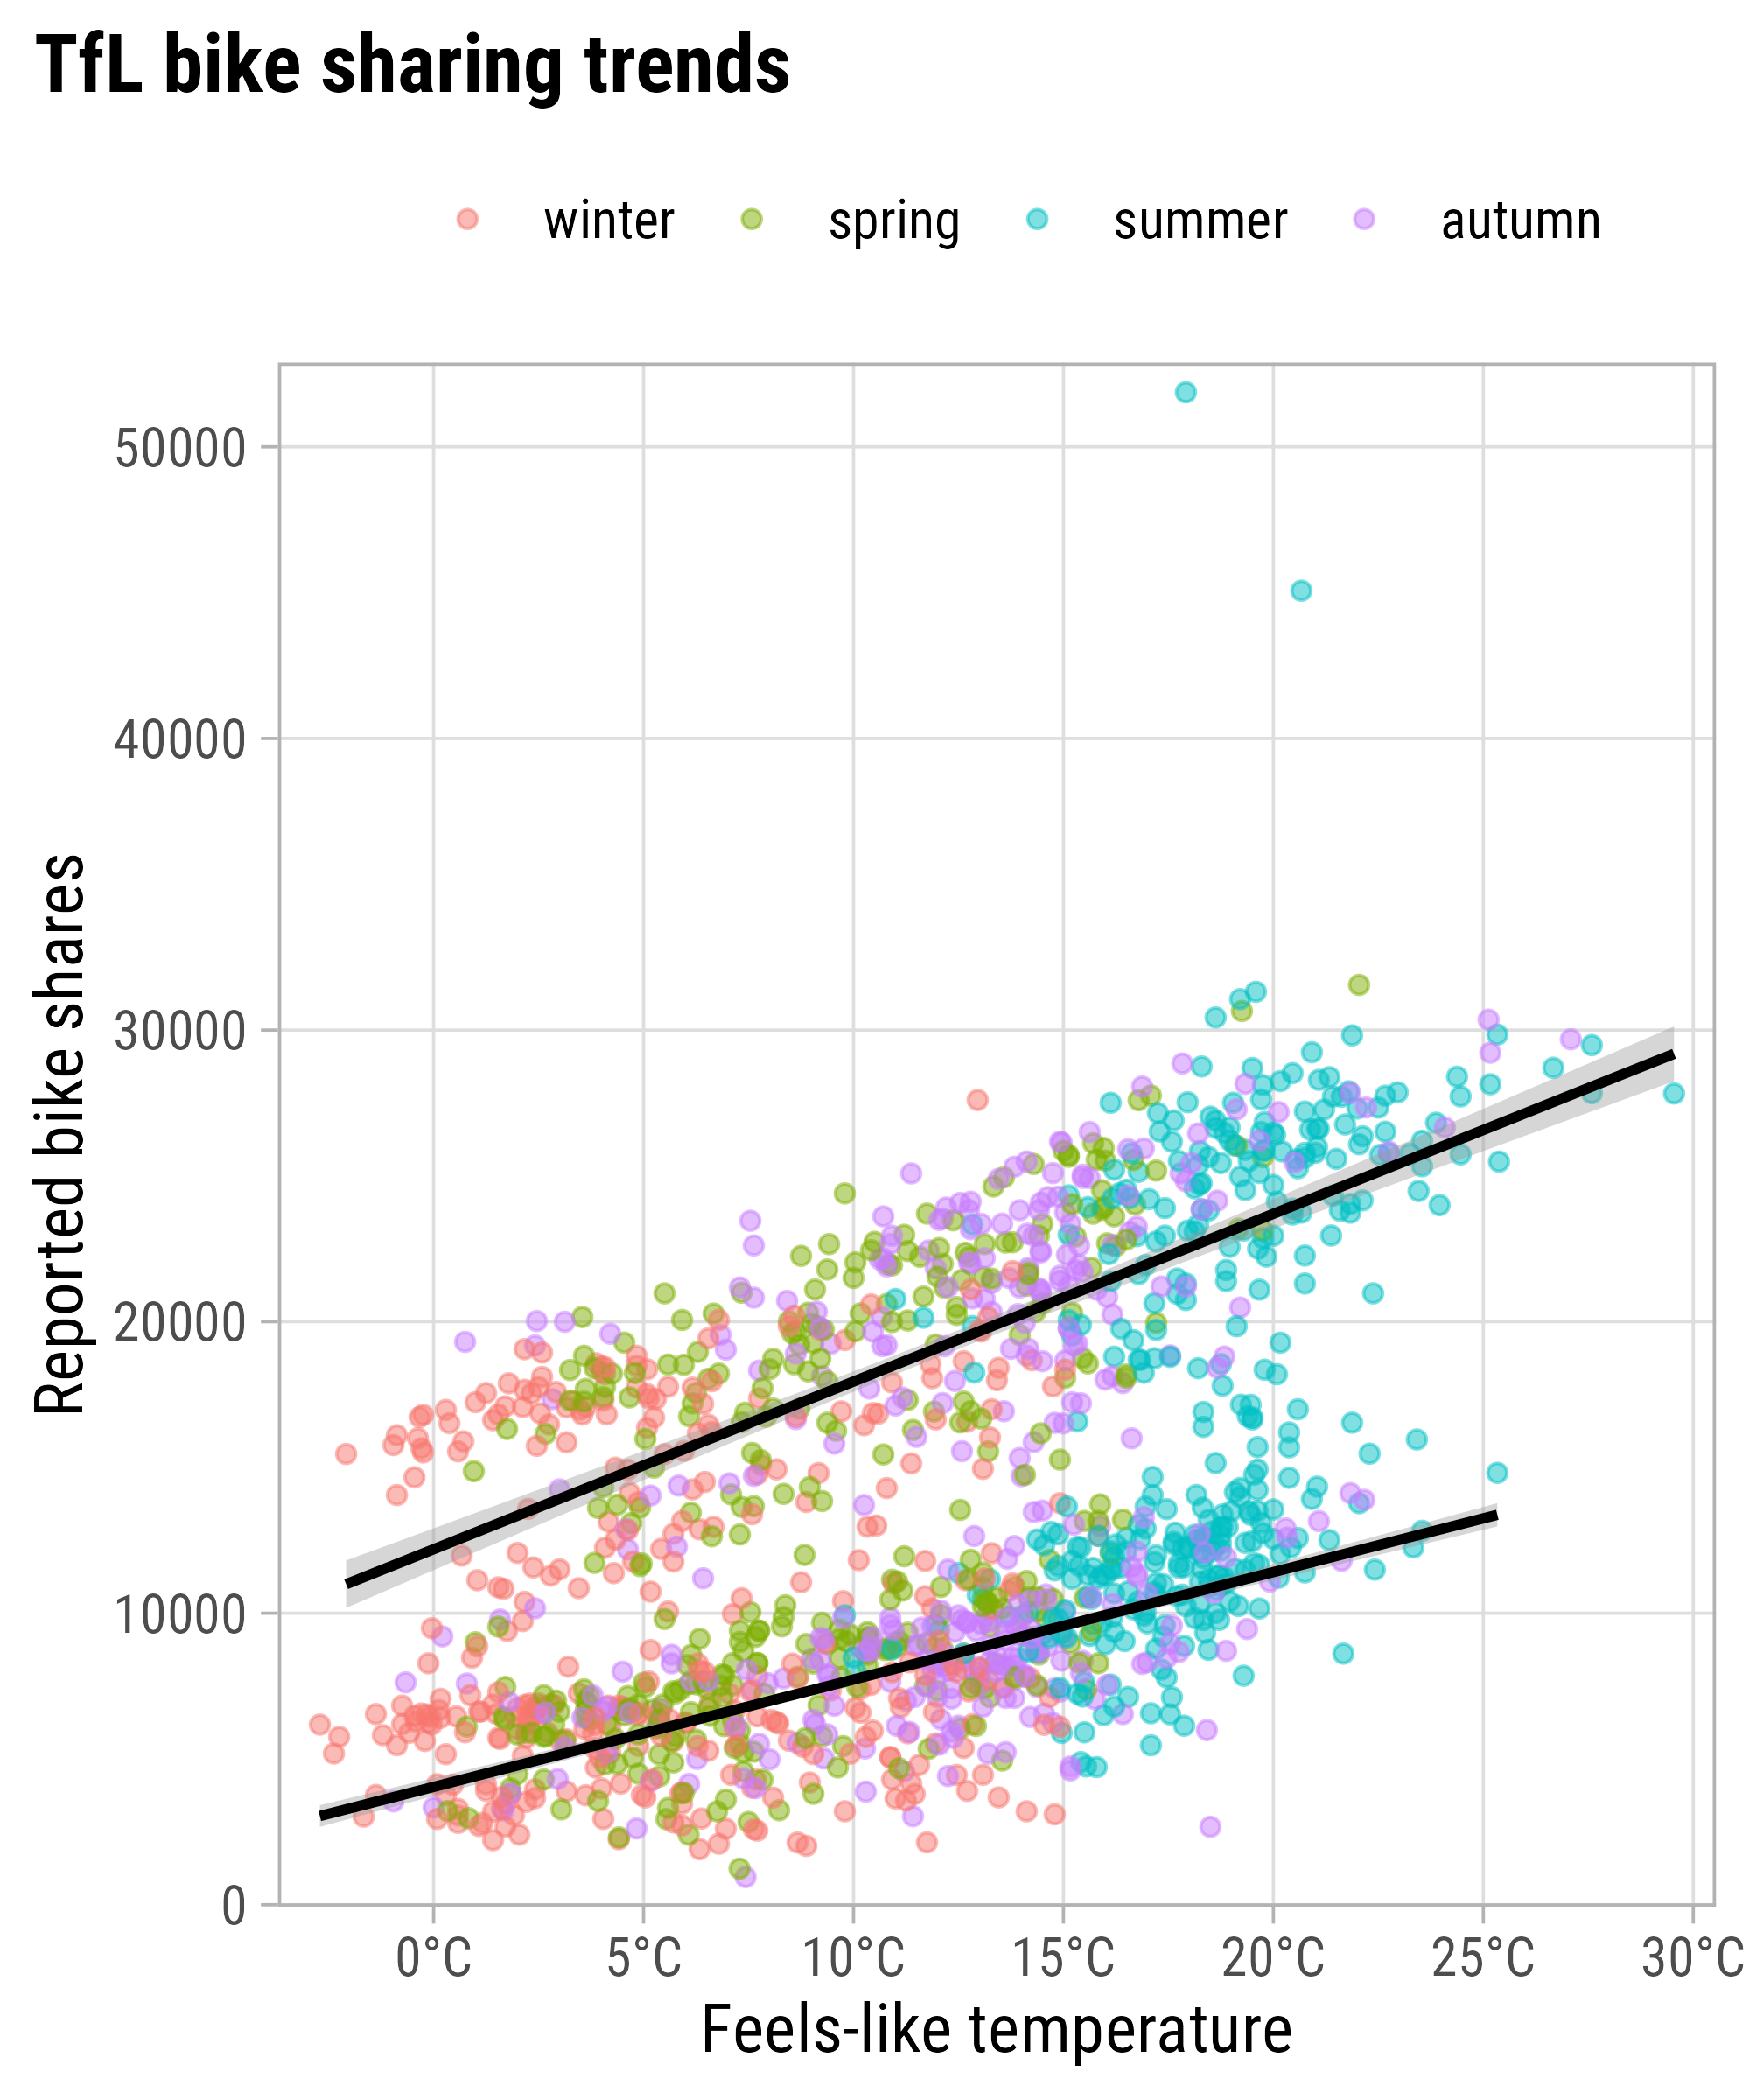 TfL bike sharing trends
winter spring summer autumn
50000
40000
30000
20000
10000
0
Reported bike shares
0°C 5°C 10°C 15°C 20°C 25°C 30°C
Feels-like temperature